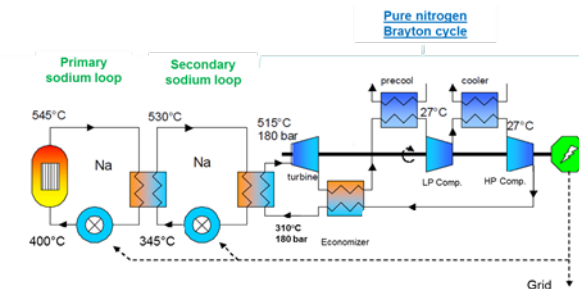 Pure nitrogen
Brayton cycle
Primary
sodium loop
Secondary
sodium loop
precool
cooler
545°C
530°C
515°C
180 bar
27°C
27°C
Na
Na
turbine
LP Comp.
HP Comp.
400°C
345°C
310°C
180 bar
Economizer
Grid